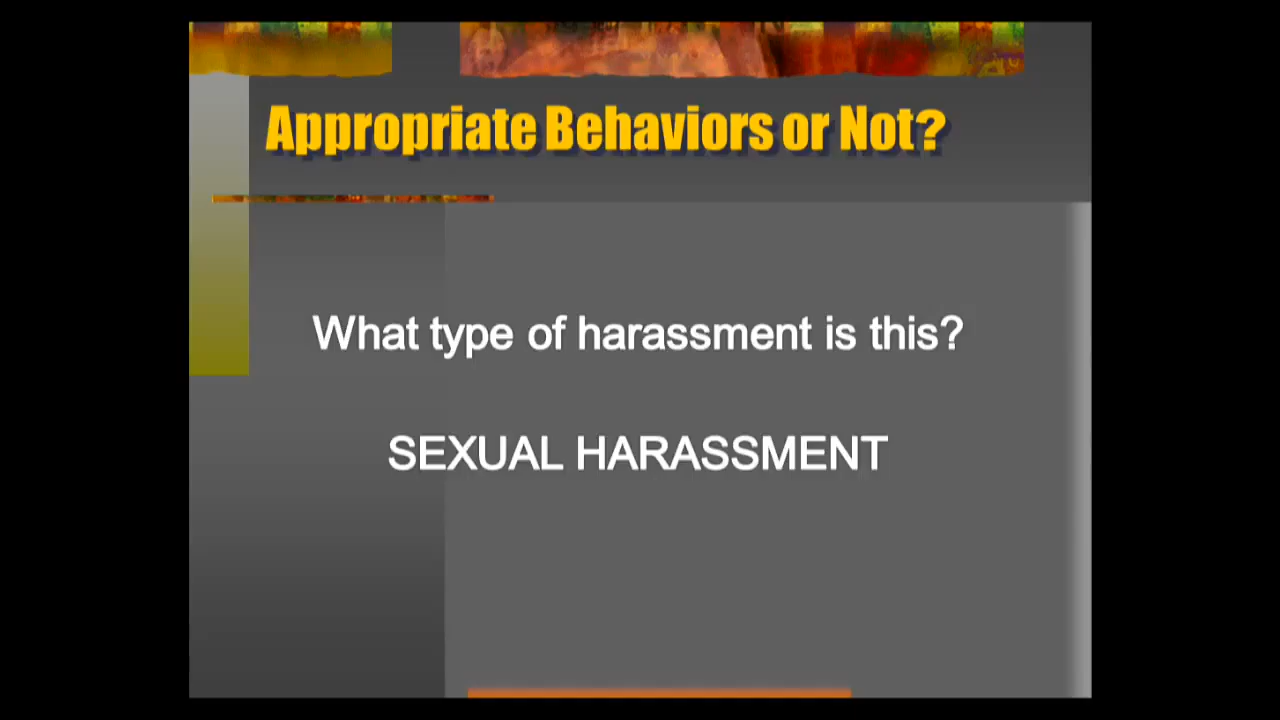 Appropriate Behaviors or Not?
What type of harassment is this?
SEXUAL HARASSMENT